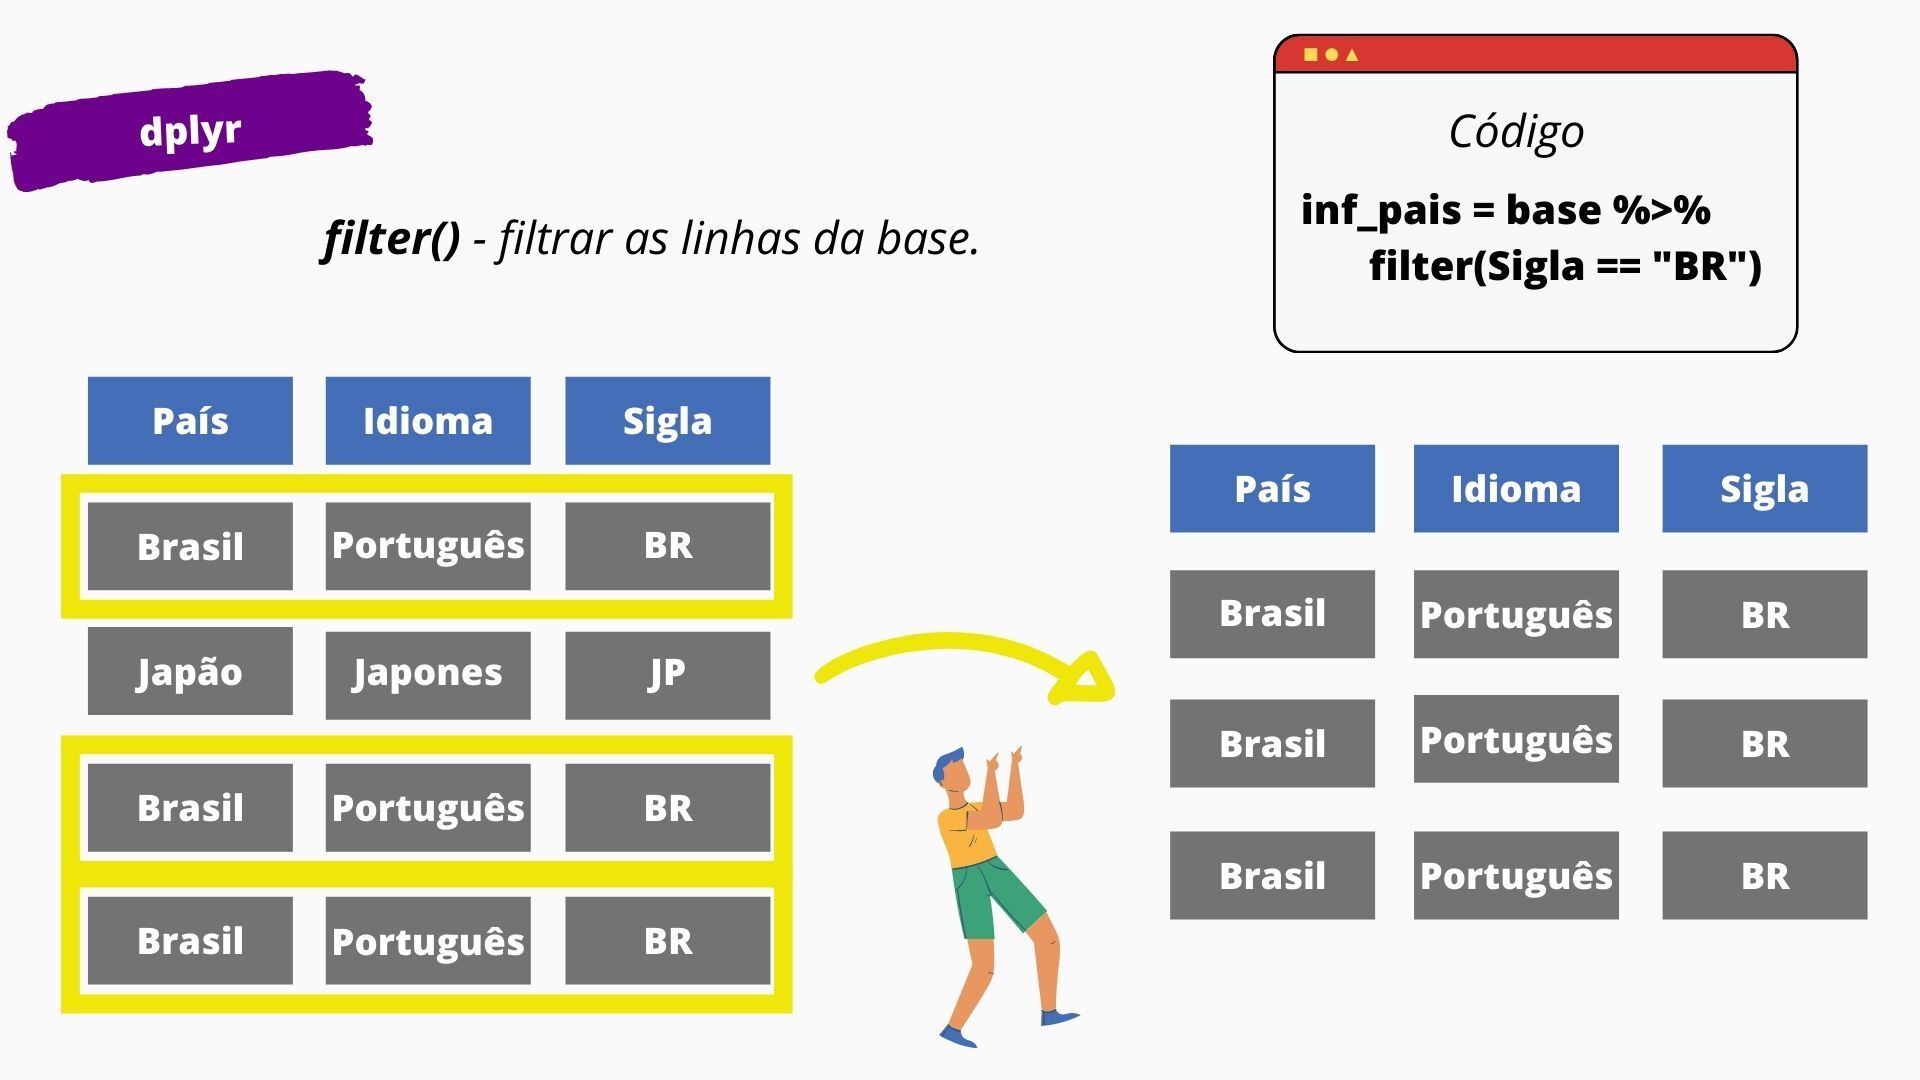 dplyr
filter() - filtrar as linhas da base.
Código
inf_pais = base %>%
filter(Sigla == "BR")
País Idioma Sigla
Brasil Português BR
Japão Japones JP
Brasil Português BR
Brasil Português BR
País Idioma Sigla
Brasil Português BR
Brasil Português BR
Brasil Português BR